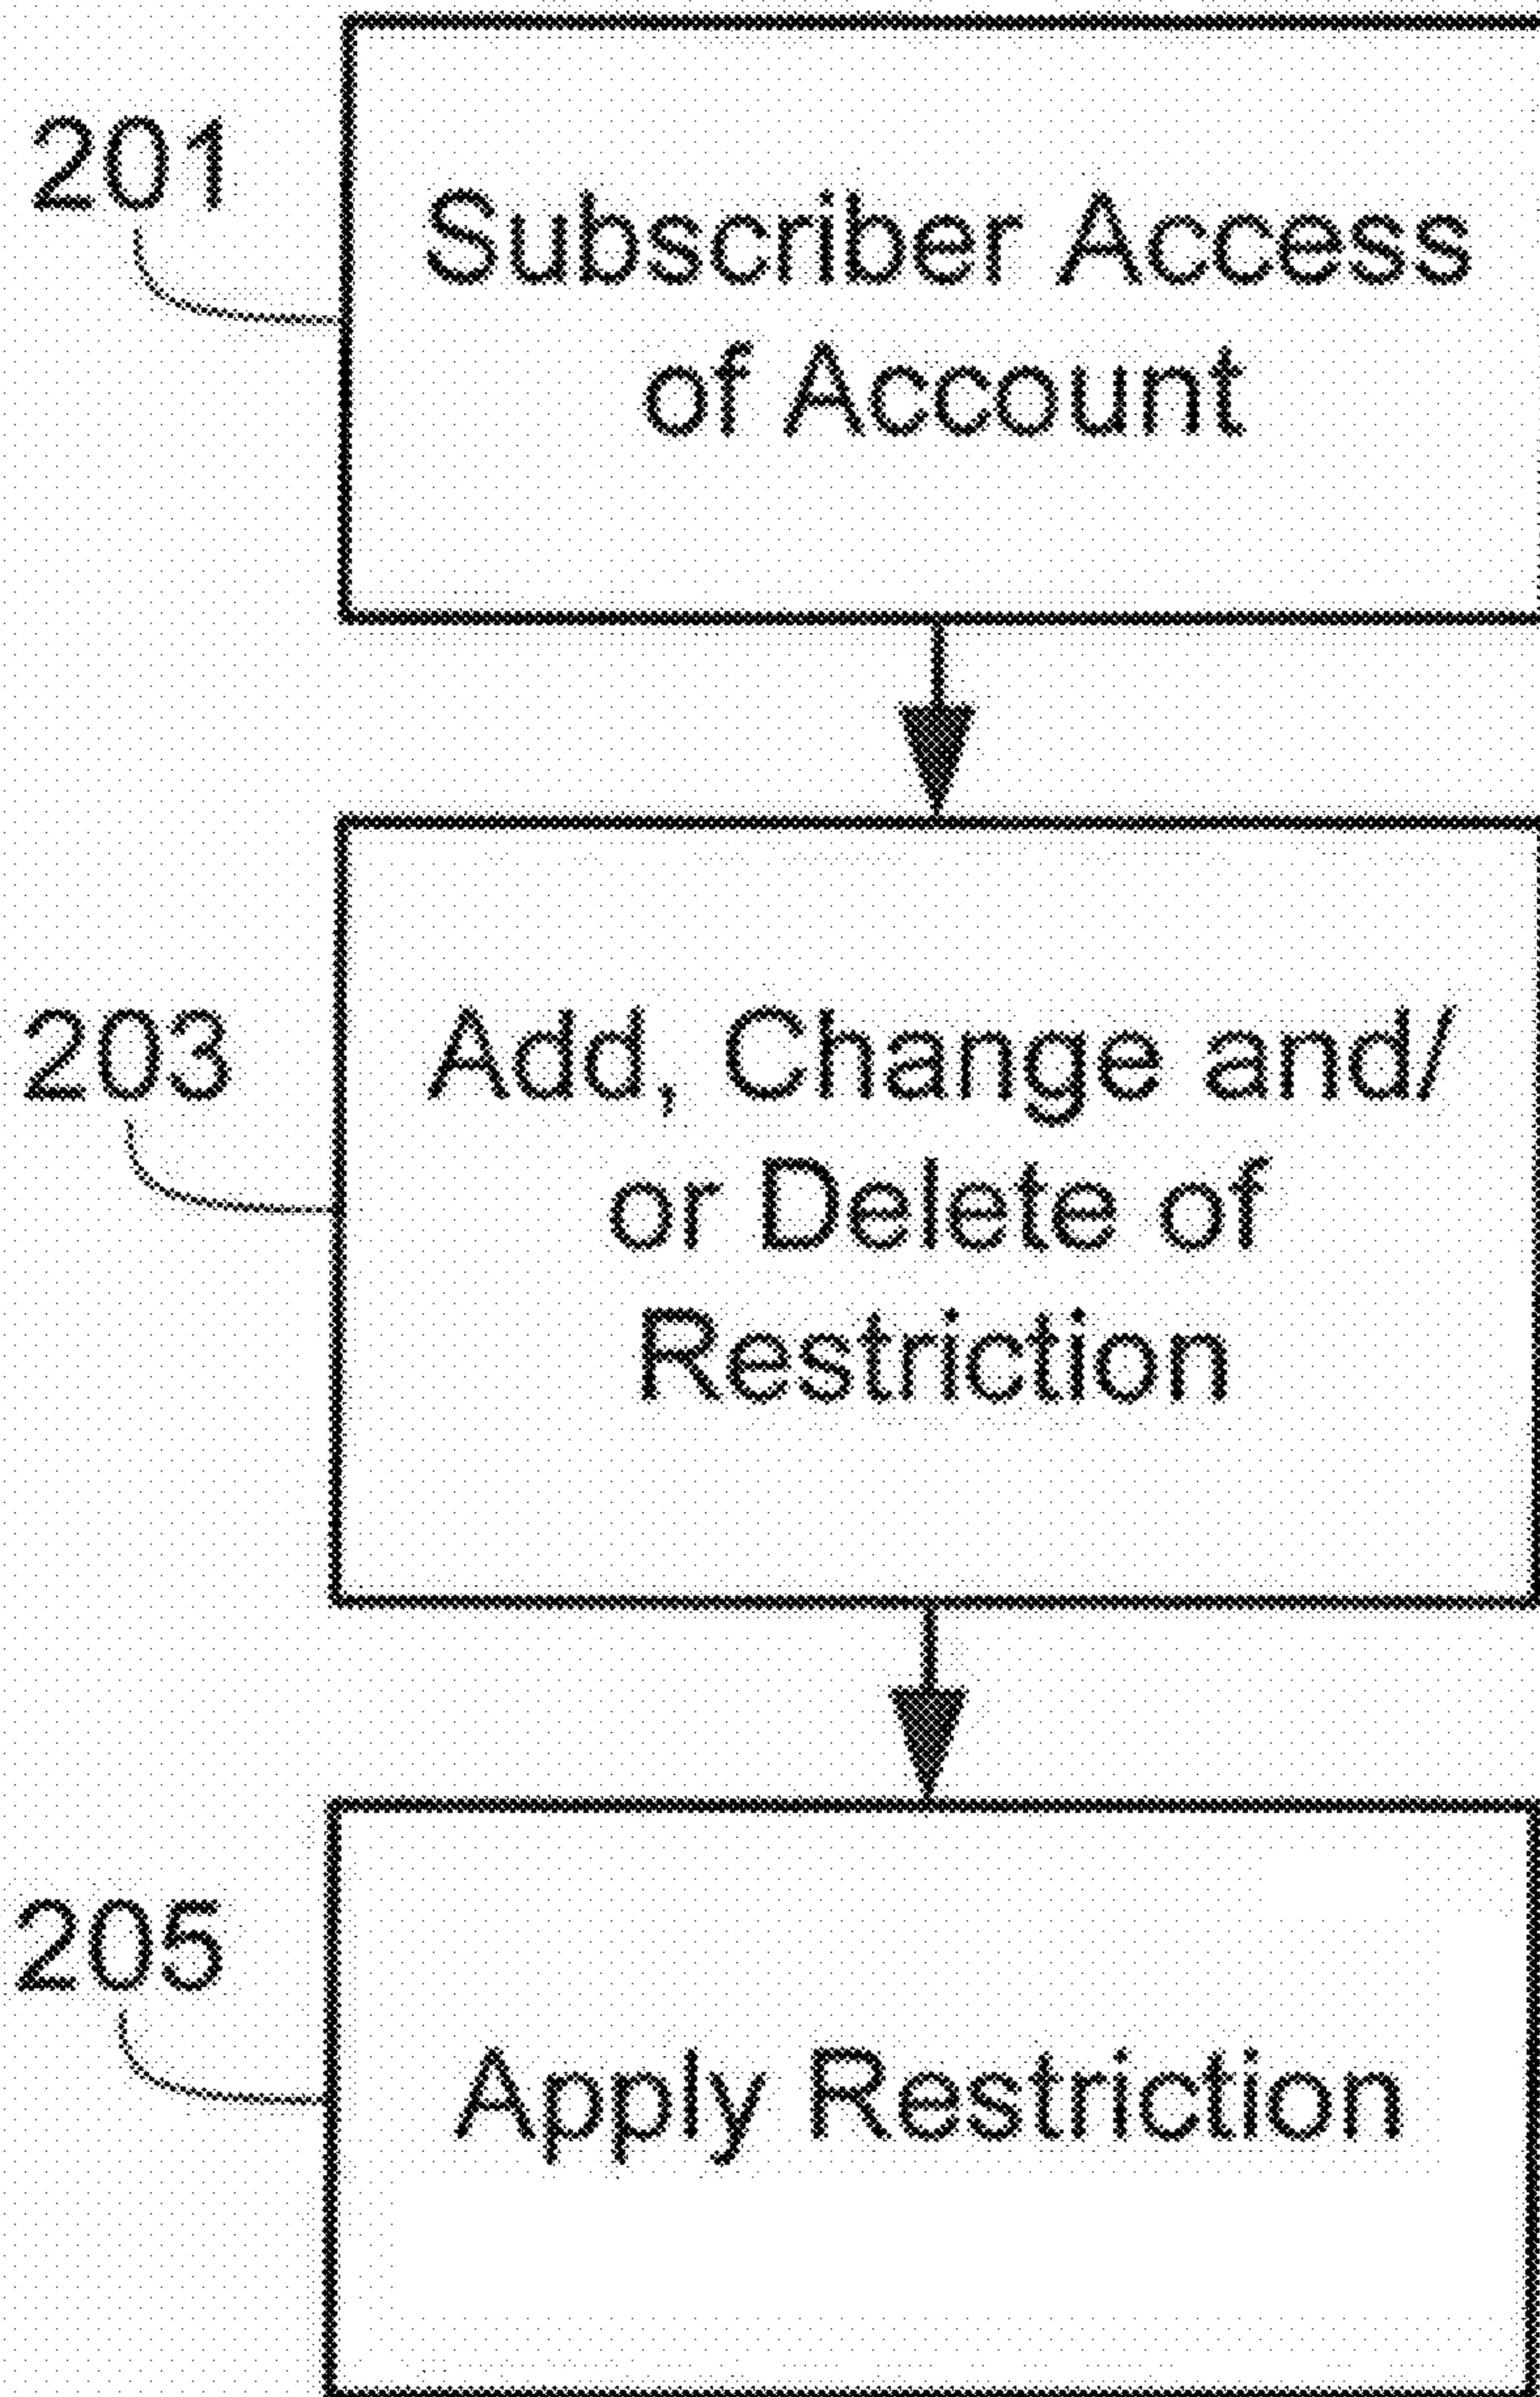 201
Subscriber Access
of Account
203
Add, Change and/
or Delete of
Restriction
205
Apply Restriction